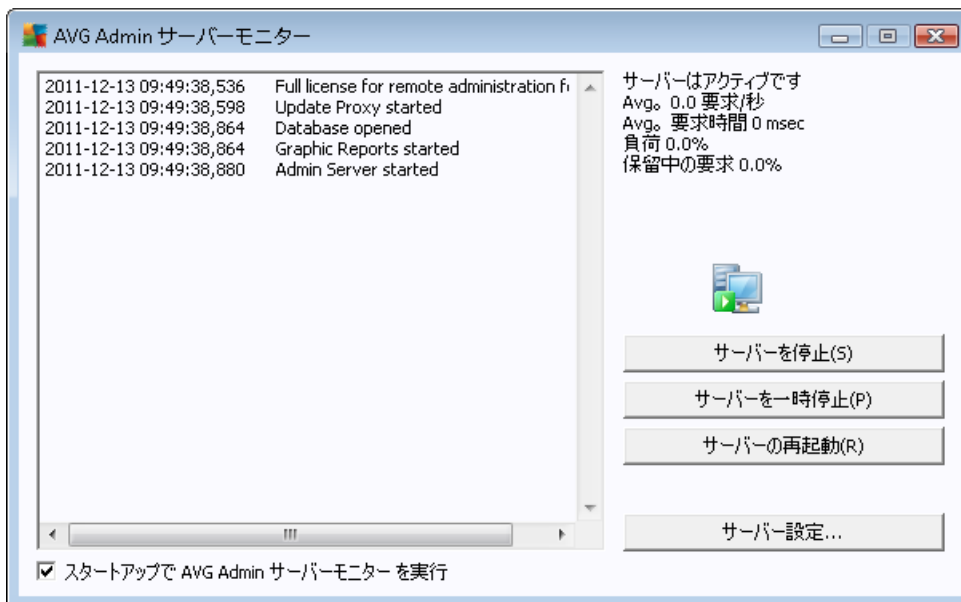 AVG Admin サーバーモニター
2011-12-13 09:49:38,536 Full license for remote administration
2011-12-13 09:49:38,598 Update Proxy started
2011-12-13 09:49:38,864 Database opened
2011-12-13 09:49:38,864 Graphic Reports started
2011-12-13 09:49:38,880 Admin Server started
サーバーはアクティブです
Avg。0.0 要求/秒
Avg。要求時間 0 msec
負荷 0.0%
保留中の要求 0.0%
サーバーを停止(S)
サーバーを一時停止(P)
サーバーの再起動(R)
サーバー設定...
スタートアップで AVG Admin サーバーモニター を実行